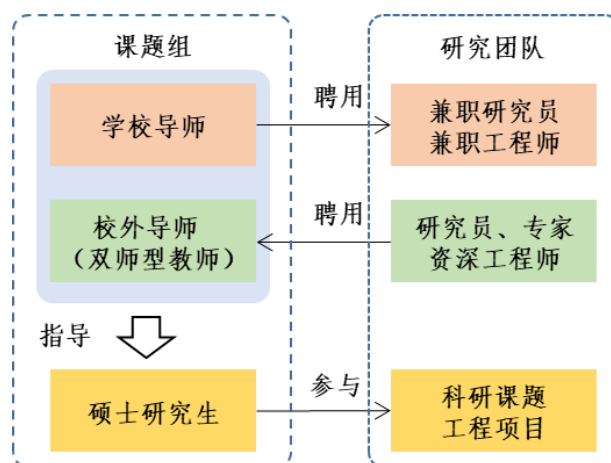 课题组
研究团队
学校导师
聘用
兼职研究员
兼职工程师
校外导师
（双师型教师）
聘用
研究员、专家
资深工程师
指导
硕士研究生
参与
科研课题
工程项目